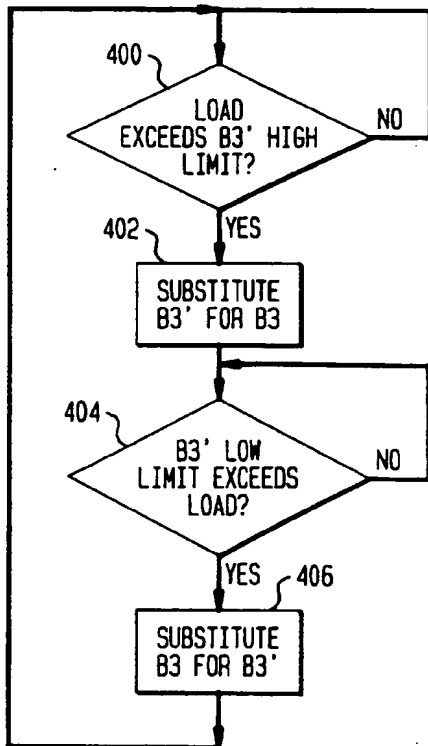 400
LOAD
EXCEEDS B3' HIGH
LIMIT?
NO
YES
402
SUBSTITUTE
B3' FOR B3
404
B3' LOW
LIMIT EXCEEDS
LOAD?
NO
YES
406
SUBSTITUTE
B3 FOR B3'